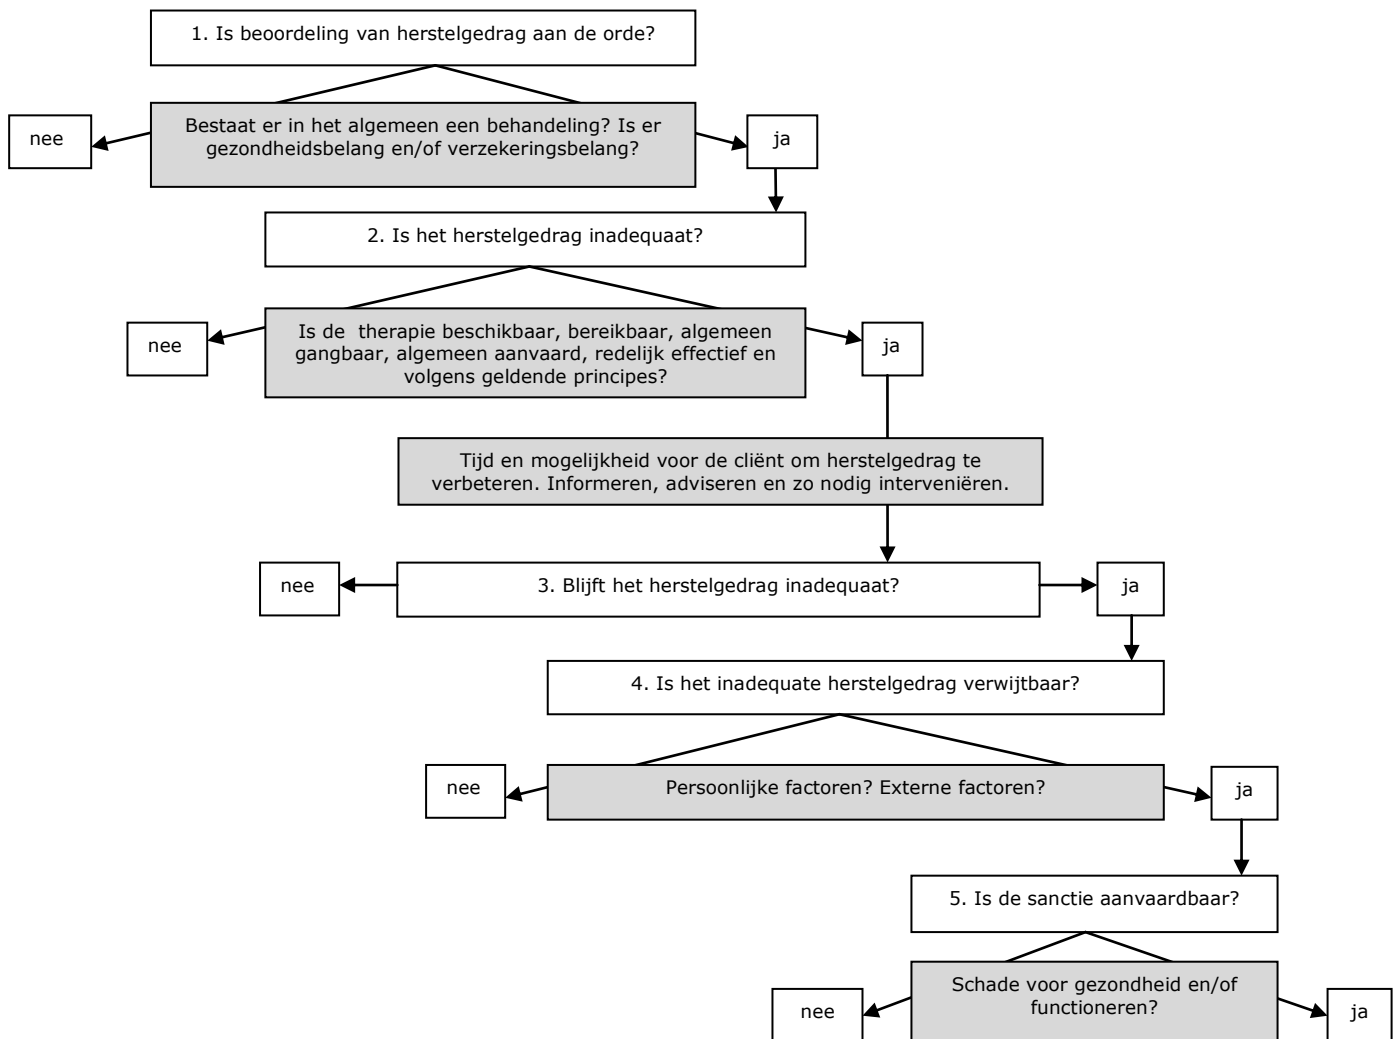 1. Is beoordeling van herstelgedrag aan de orde?
nee
Bestaat er in het algemeen een behandeling? Is er
gezondheidsbelang en/of verzekeringsbelang?
ja
2. Is het herstelgedrag inadequaat?
nee
Is de  therapie beschikbaar, bereikbaar, algemeen
gangbaar, algemeen aanvaard, redelijk effectief en
volgens geldende principes?
ja
Tijd en mogelijkheid voor de cliënt om herstelgedrag te
verbeteren. Informeren, adviseren en zo nodig interveniëren.
nee
3. Blijft het herstelgedrag inadequaat?
ja
4. Is het inadequate herstelgedrag verwijtbaar?
nee
Persoonlijke factoren? Externe factoren?
ja
5. Is de sanctie aanvaardbaar?
nee
Schade voor gezondheid en/of
functioneren?
ja